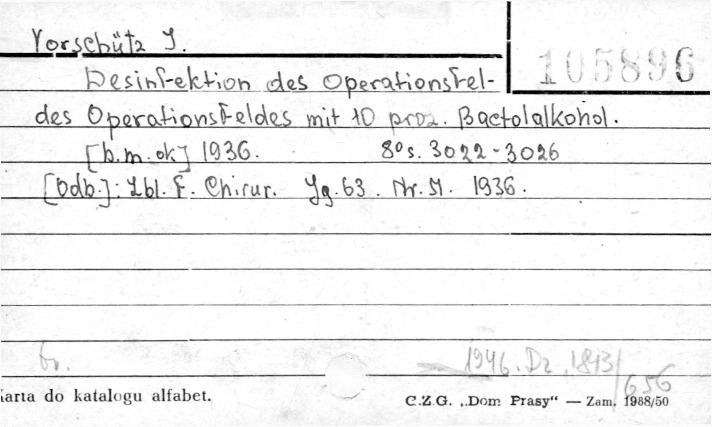 Vorschütz J.
105896
Desinfektion des Operationsfel-
des Operationsfeldes mit 10 proz. Bactolalkohol.
[b.m.ok] 1936. 8° s. 3022-3026
[Odb.]: Zbl. f. Chirur. Jg. 63. Nr. 51. 1936.
br. 1946. Dz. 1843/656
Karta do katalogu alfabet.
C.Z.G. „Dom Prasy" — Zam. 1988/50